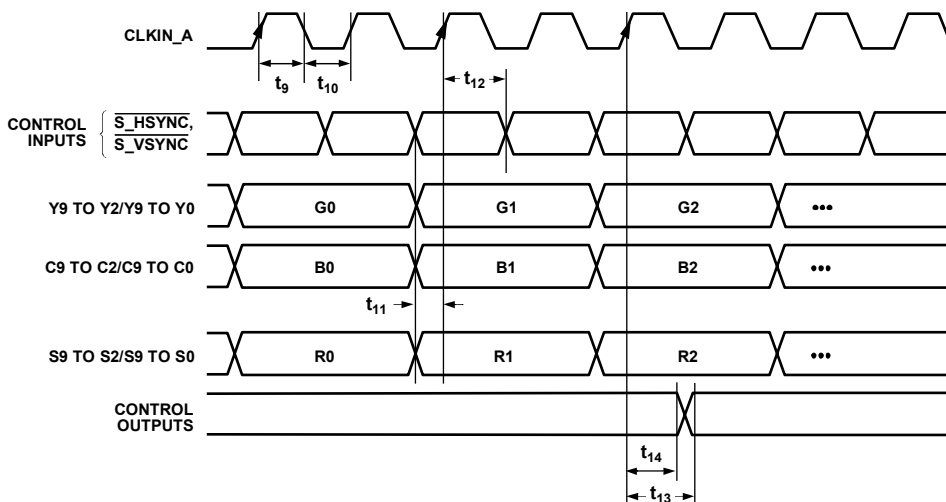 CLKIN_A
t9
t10
t12
CONTROL INPUTS
S_HSYNC,
S_VSYNC
Y9 TO Y2/Y9 TO Y0
G0
G1
G2
•••
C9 TO C2/C9 TO C0
B0
B1
B2
•••
t11
S9 TO S2/S9 TO S0
R0
R1
R2
•••
CONTROL
OUTPUTS
t14
t13